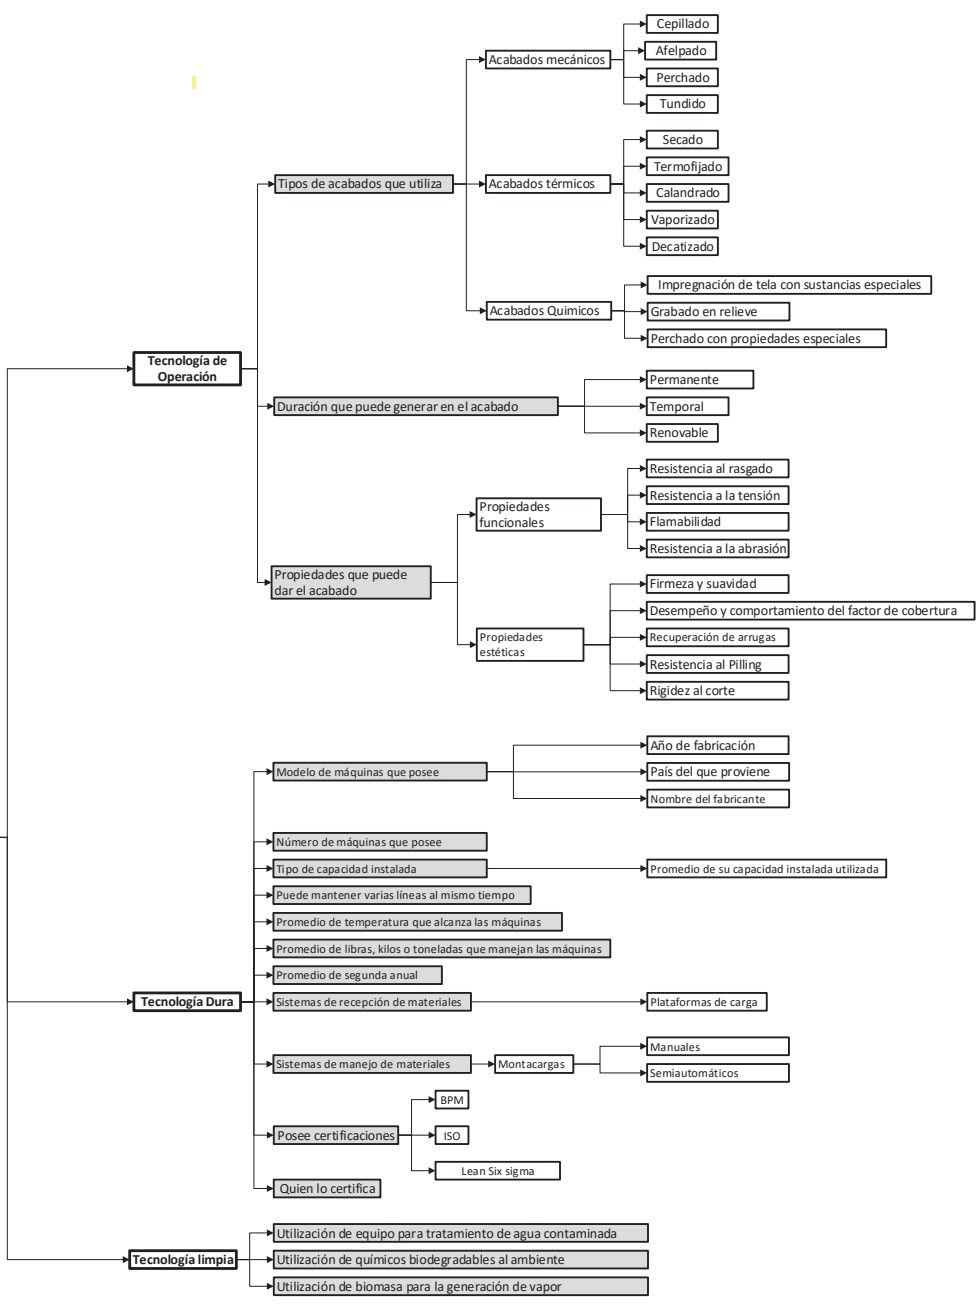 Cepillado
Acabados mecánicos
Afelpado
Perchado
Tundido
Secado
Termofijado
Tipos de acabados que utiliza
Acabados térmicos
Calandrado
Vaporizado
Decatizado
Impregnación de tela con sustancias especiales
Acabados Quimicos
Grabado en relieve
Perchado con propiedades especiales
Tecnología de
Operación
Permanente
Duración que puede generar en el acabado
Temporal
Renovable
Resistencia al rasgado
Resistencia a la tensión
Propiedades
funcionales
Flamabilidad
Resistencia a la abrasión
Propiedades que puede
dar el acabado
Firmeza y suavidad
Desempeño y comportamiento del factor de cobertura
Propiedades
estéticas
Recuperación de arrugas
Resistencia al Pilling
Rigidez al corte
Año de fabricación
Modelo de máquinas que posee
País del que proviene
Nombre del fabricante
Número de máquinas que posee
Tipo de capacidad instalada
Promedio de su capacidad instalada utilizada
Puede mantener varias líneas al mismo tiempo
Promedio de temperatura que alcanza las máquinas
Promedio de libras, kilos o toneladas que manejan las máquinas
Promedio de segunda anual
Tecnología Dura
Sistemas de recepción de materiales
Plataformas de carga
Manuales
Sistemas de manejo de materiales
Montacargas
Semiautomáticos
BPM
Posee certificaciones
ISO
Lean Six sigma
Quien lo certifica
Utilización de equipo para tratamiento de agua contaminada
Tecnología limpia
Utilización de químicos biodegradables al ambiente
Utilización de biomasa para la generación de vapor